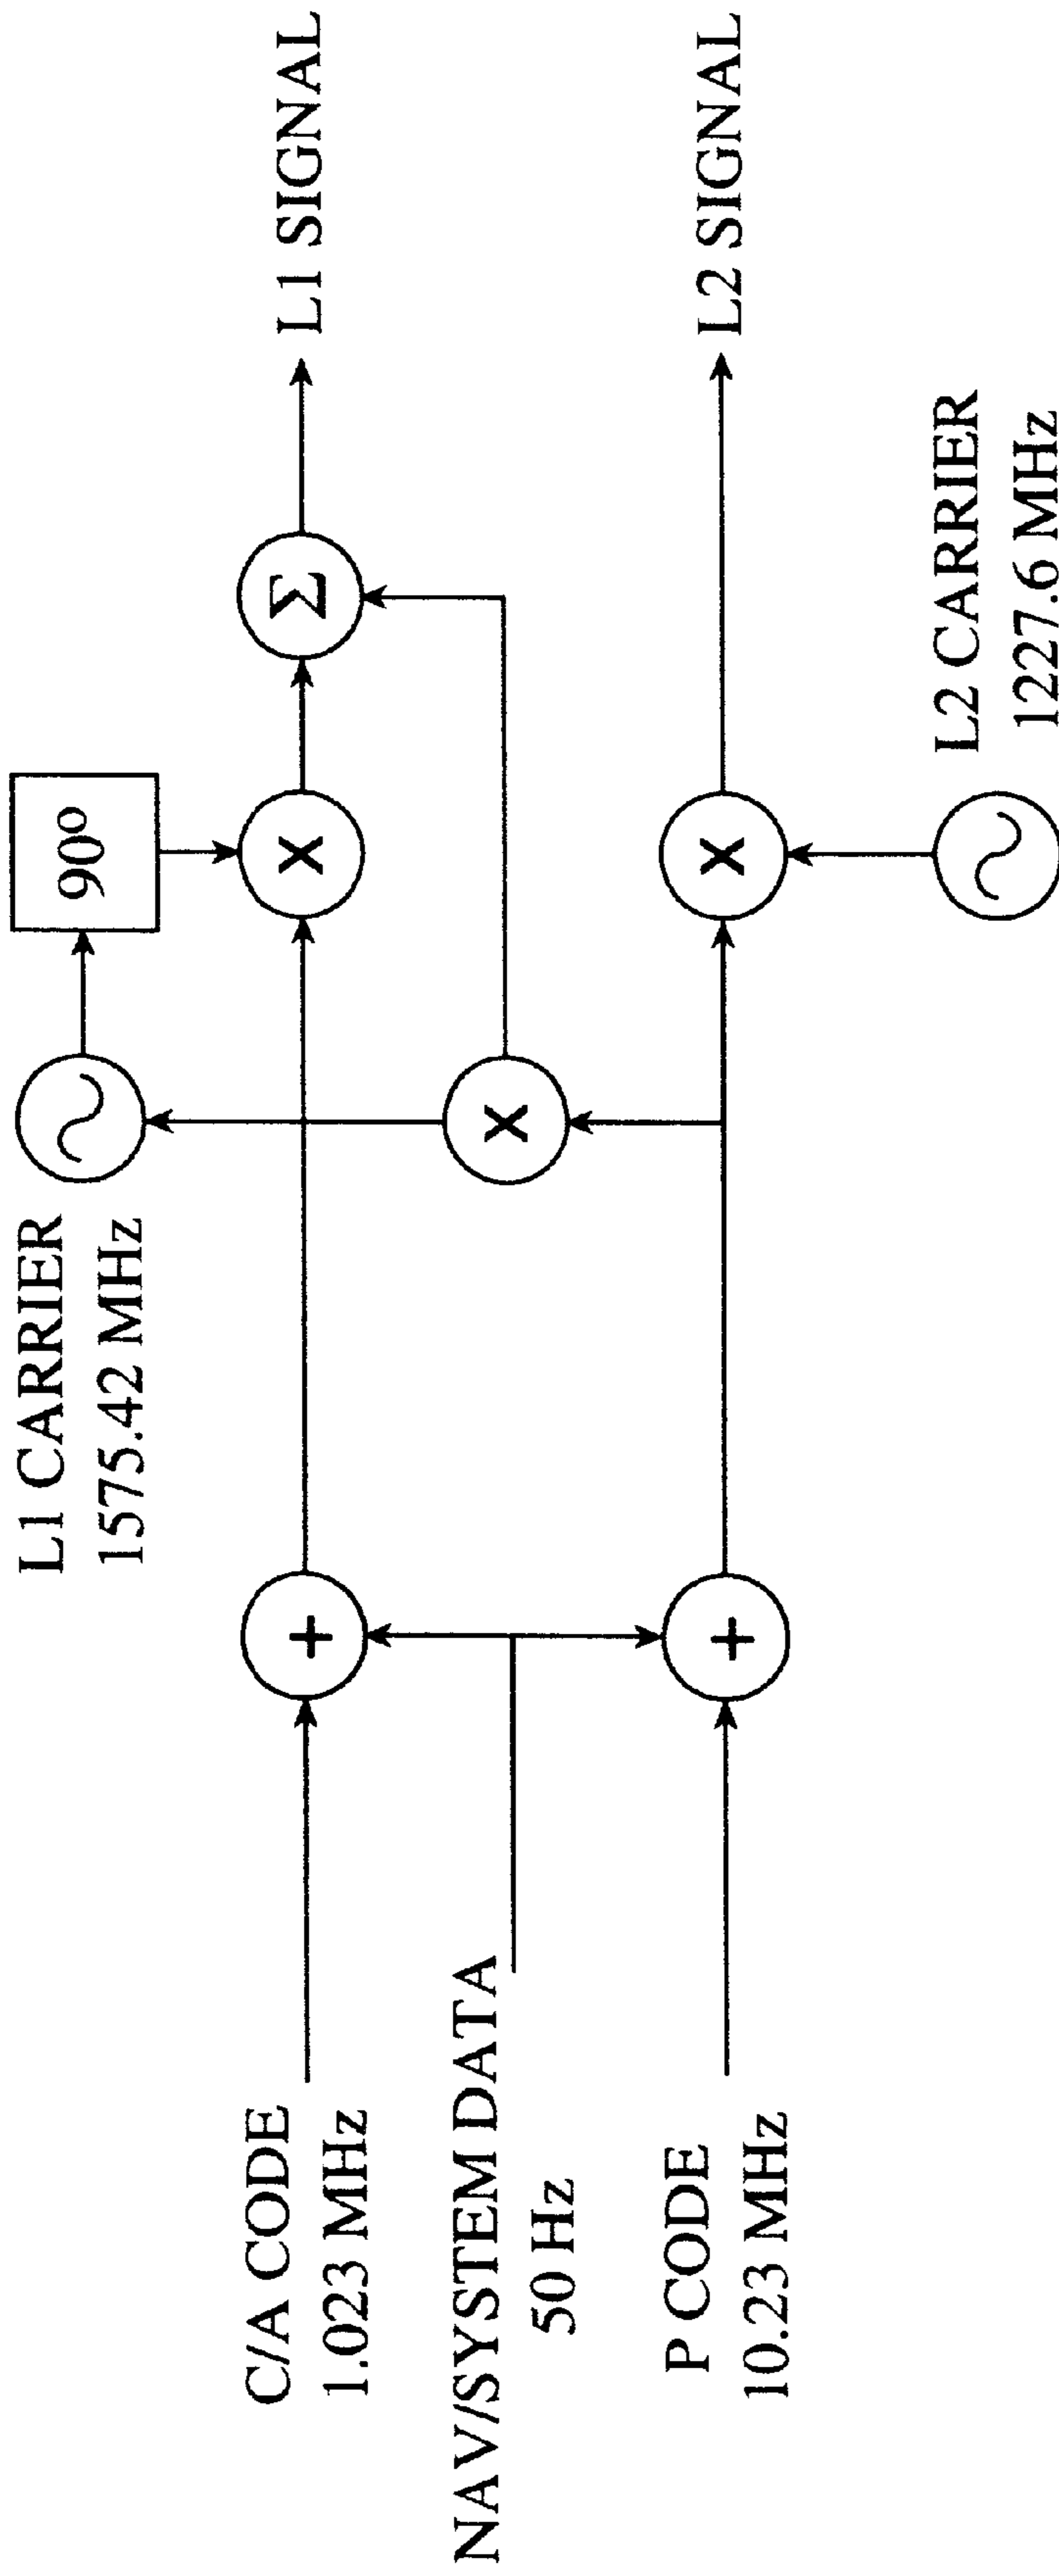 L1 CARRIER
1575.42 MHz
90º
C/A CODE
1.023 MHz
+
X
Σ
L1 SIGNAL
NAV/SYSTEM DATA
50 Hz
X
P CODE
10.23 MHz
+
X
L2 SIGNAL
L2 CARRIER
1227.6 MHz